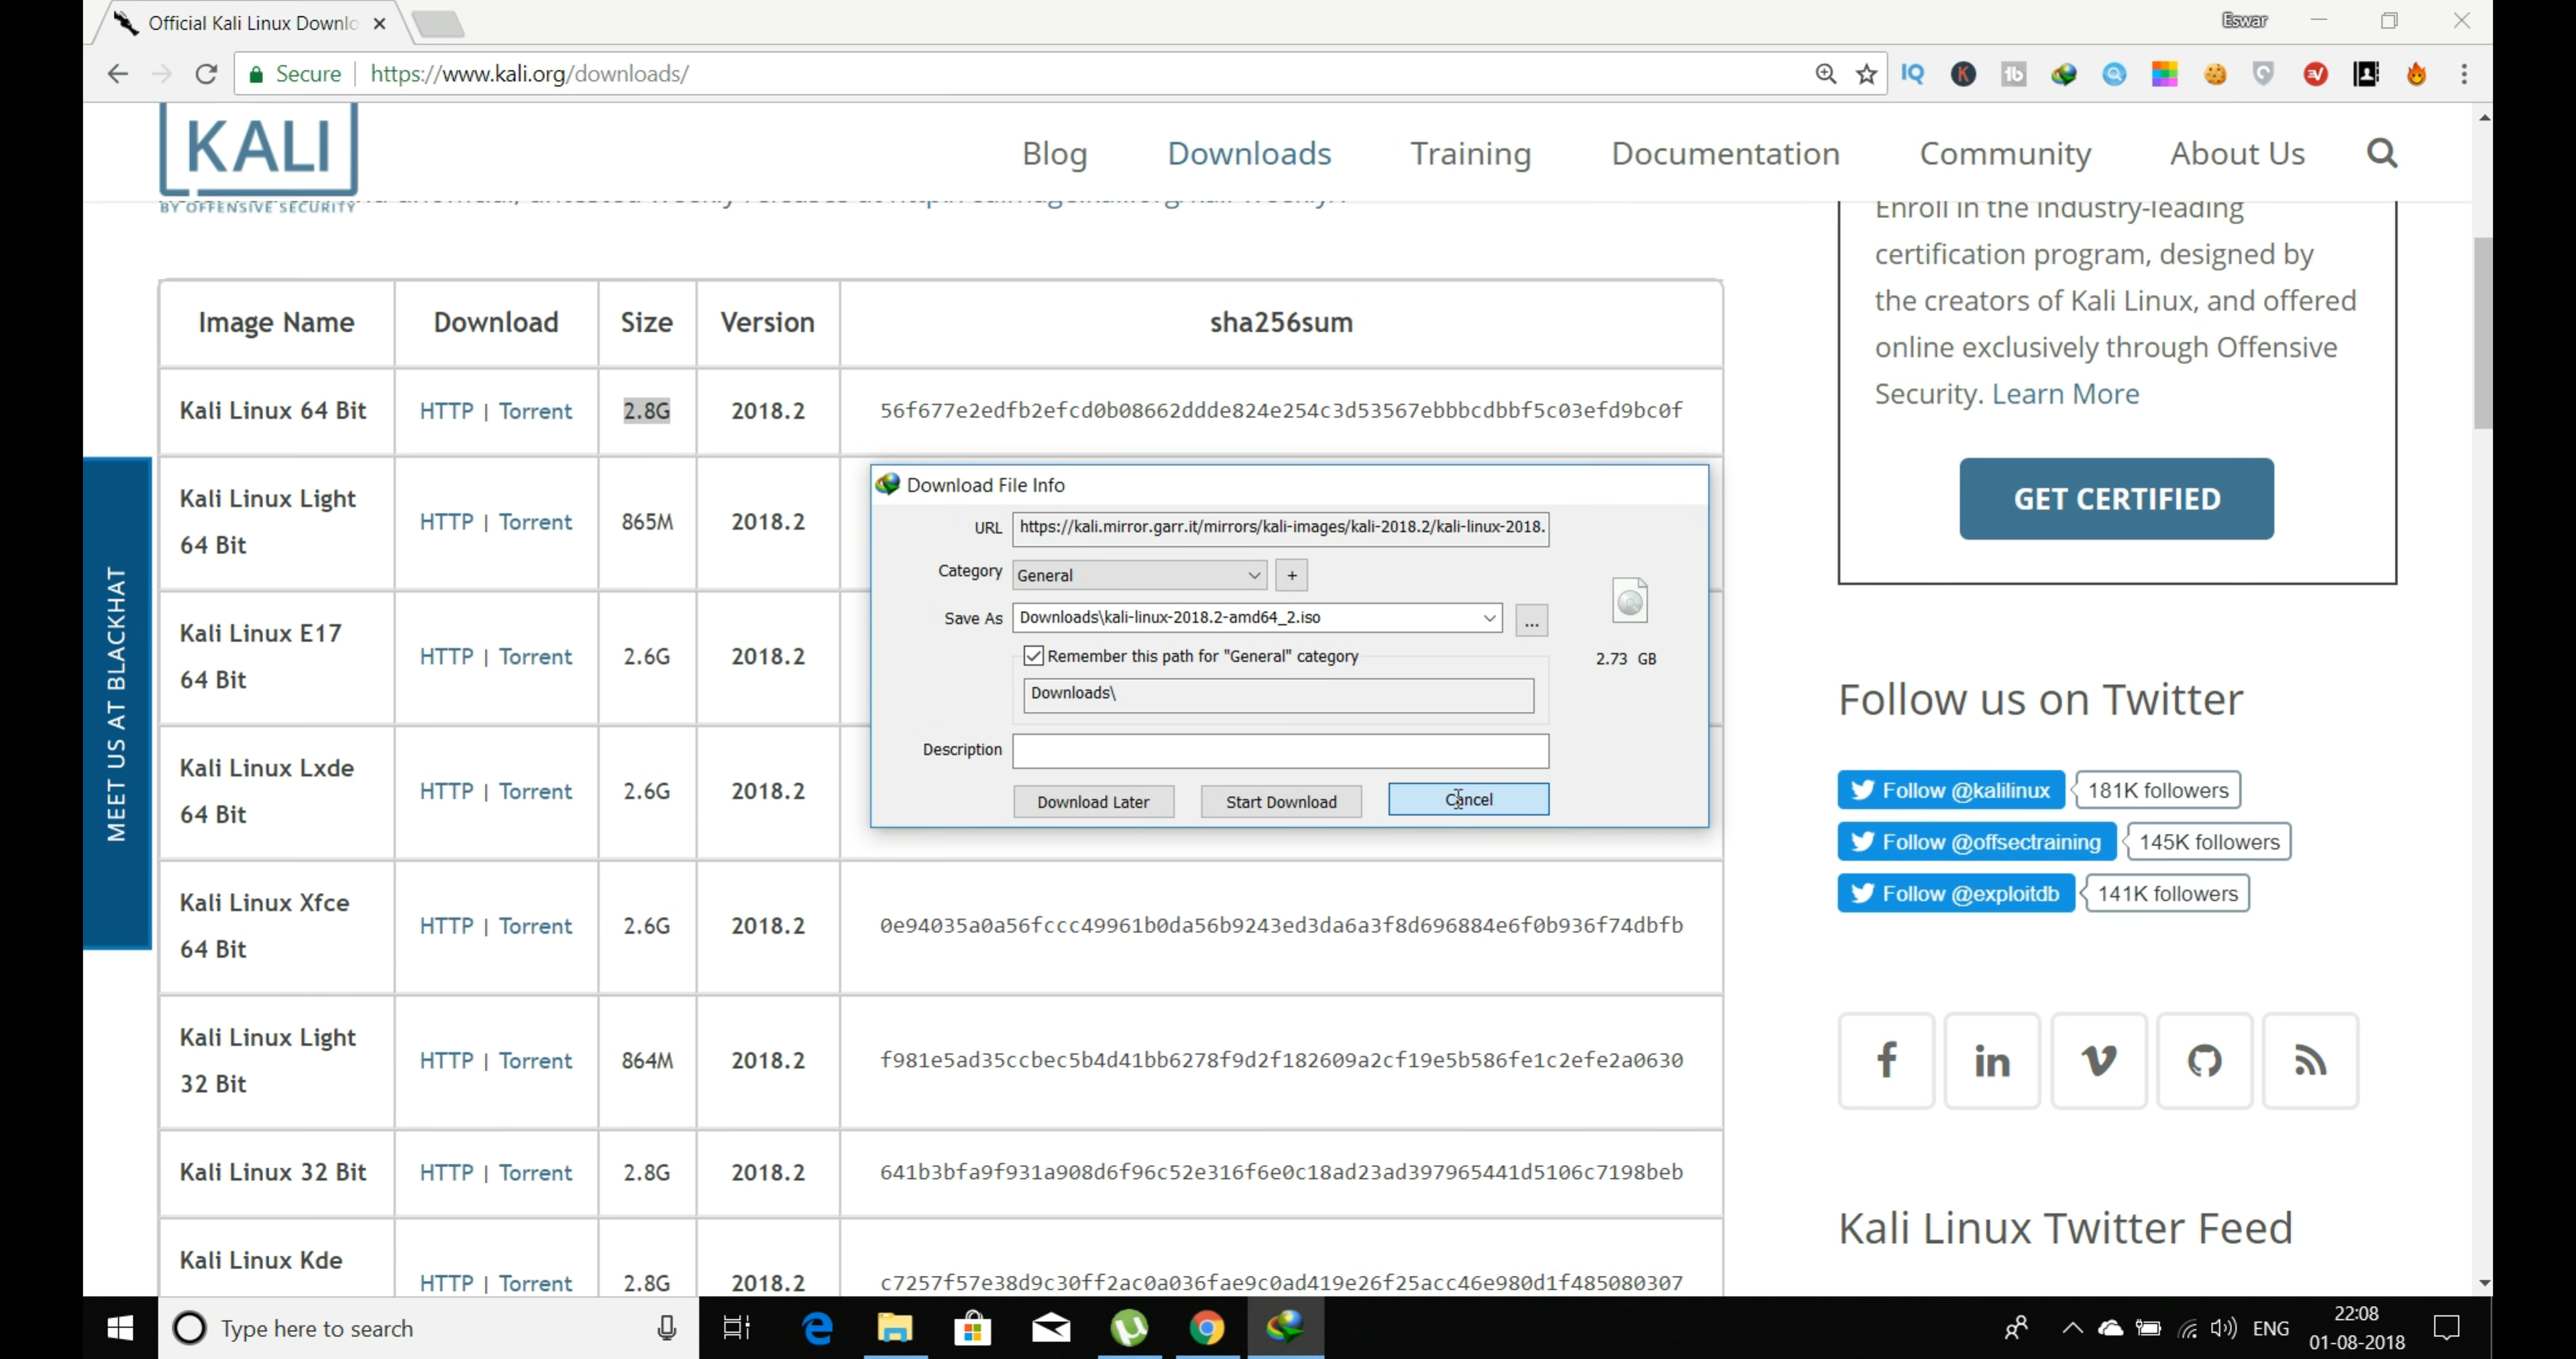 Official Kali Linux Downlo
Eswar
Secure
https://www.kali.org/downloads/
KALI
BY OFFENSIVE SECURITY
Blog
Downloads
Training
Documentation
Community
About Us
Image Name
Download
Size
Version
sha256sum
Kali Linux 64 Bit
HTTP | Torrent
2.8G
2018.2
56f677e2edfb2efcd0b08662ddde824e254c3d53567ebbbcdbbf5c03efd9bc0f
Kali Linux Light
64 Bit
HTTP | Torrent
865M
2018.2
Kali Linux E17
64 Bit
HTTP | Torrent
2.6G
2018.2
Kali Linux Lxde
64 Bit
HTTP | Torrent
2.6G
2018.2
Kali Linux Xfce
64 Bit
HTTP | Torrent
2.6G
2018.2
0e94035a0a56fccc49961b0da56b9243ed3da6a3f8d696884e6f0b936f74dbfb
Kali Linux Light
32 Bit
HTTP | Torrent
864M
2018.2
f981e5ad35ccbec5b4d41bb6278f9d2f182609a2cf19e5b586fe1c2efe2a0630
Kali Linux 32 Bit
HTTP | Torrent
2.8G
2018.2
641b3bfa9f931a908d6f96c52e316f6e0c18ad23ad397965441d5106c7198beb
Kali Linux Kde
HTTP | Torrent
2.8G
2018.2
c7257f57e38d9c30ff2ac0a036fae9c0ad419e26f25acc46e980d1f485080307
MEET US AT BLACKHAT
Download File Info
URL
https://kali.mirror.garr.it/mirrors/kali-images/kali-2018.2/kali-linux-2018.
Category
General
+
Save As
Downloads\kali-linux-2018.2-amd64_2.iso
...
Remember this path for "General" category
Downloads\
2.73 GB
Description
Download Later
Start Download
Cancel
Enroll in the industry-leading
certification program, designed by
the creators of Kali Linux, and offered
online exclusively through Offensive
Security. Learn More
GET CERTIFIED
Follow us on Twitter
Follow @kalilinux
181K followers
Follow @offsectraining
145K followers
Follow @exploitdb
141K followers
Kali Linux Twitter Feed
Type here to search
ENG
22:08
01-08-2018